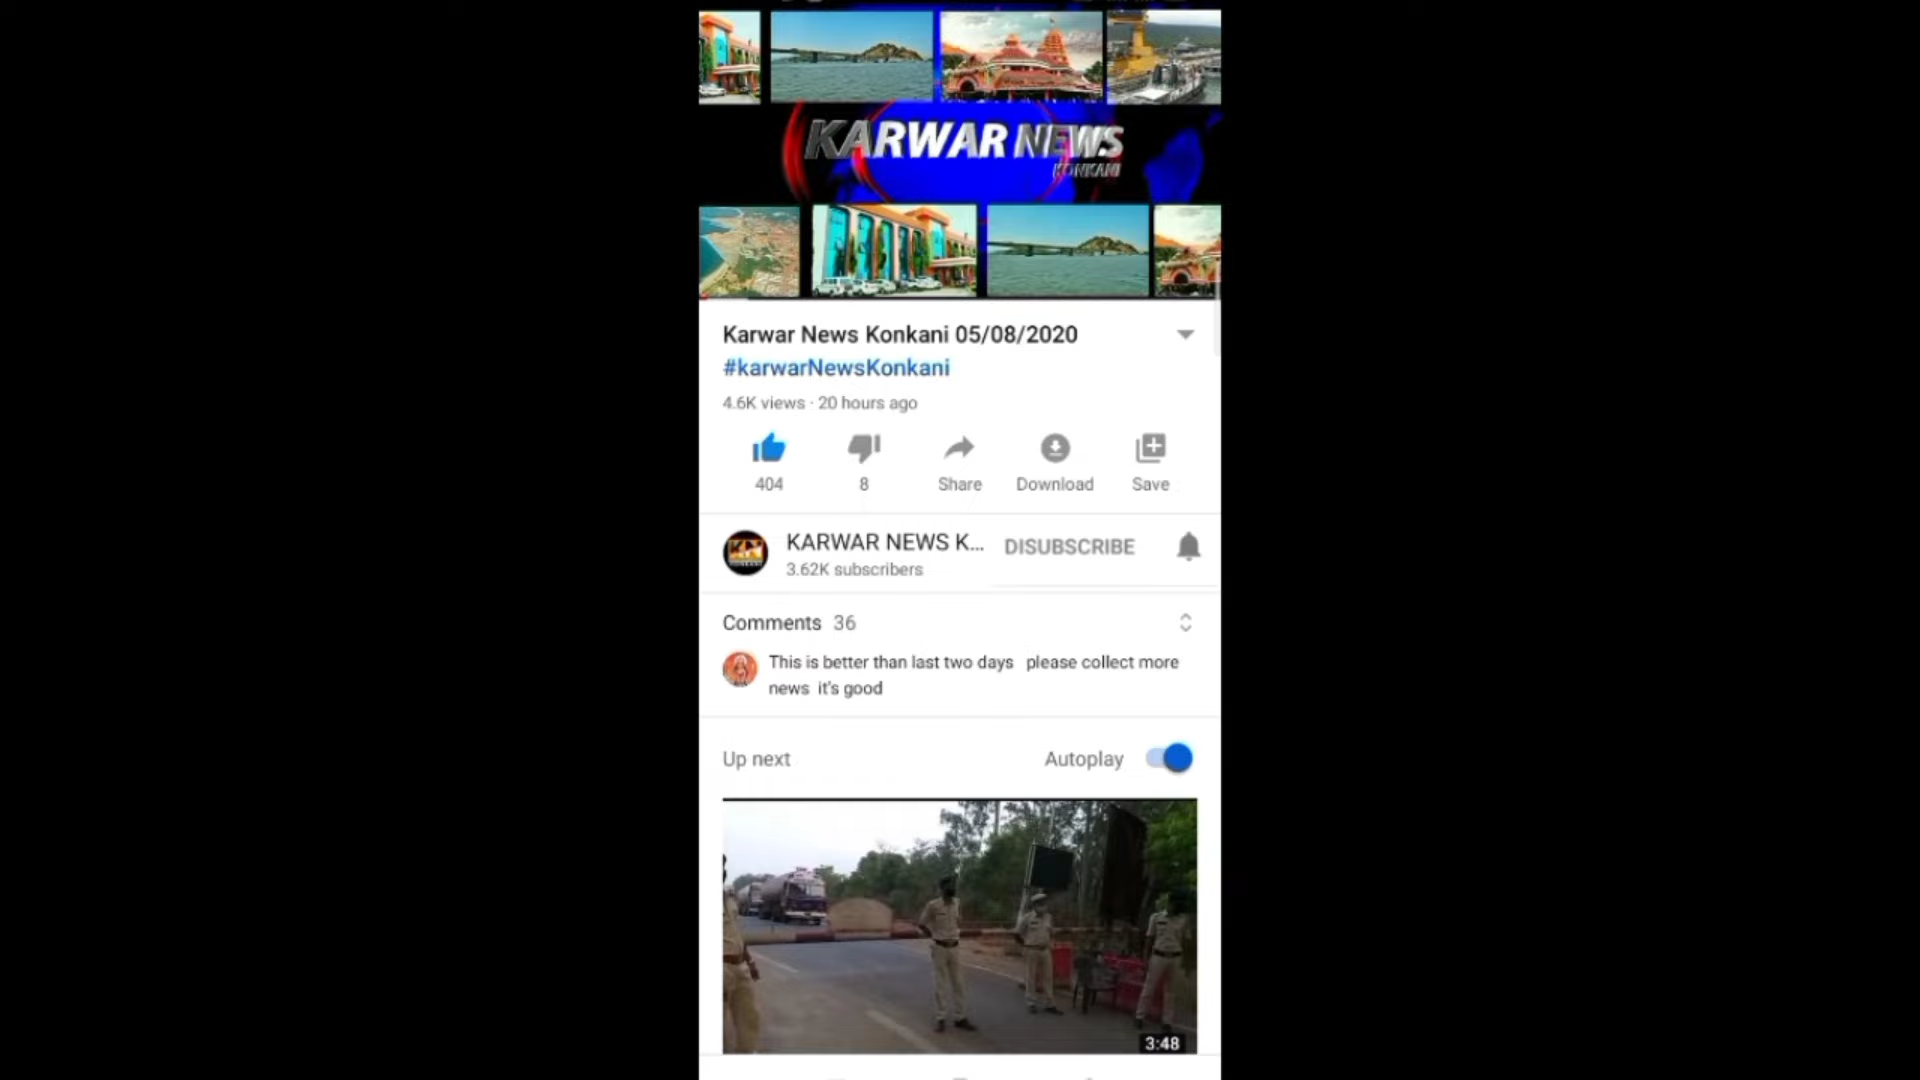 KARWAR NEWS
KONKANI
Karwar News Konkani 05/08/2020
#karwarNewsKonkani
4.6K views · 20 hours ago
404 8 Share Download Save
KN
KARWAR NEWS K... DISUBSCRIBE
3.62K subscribers
Comments 36
This is better than last two days please collect more
news it's good
Up next Autoplay
3:48